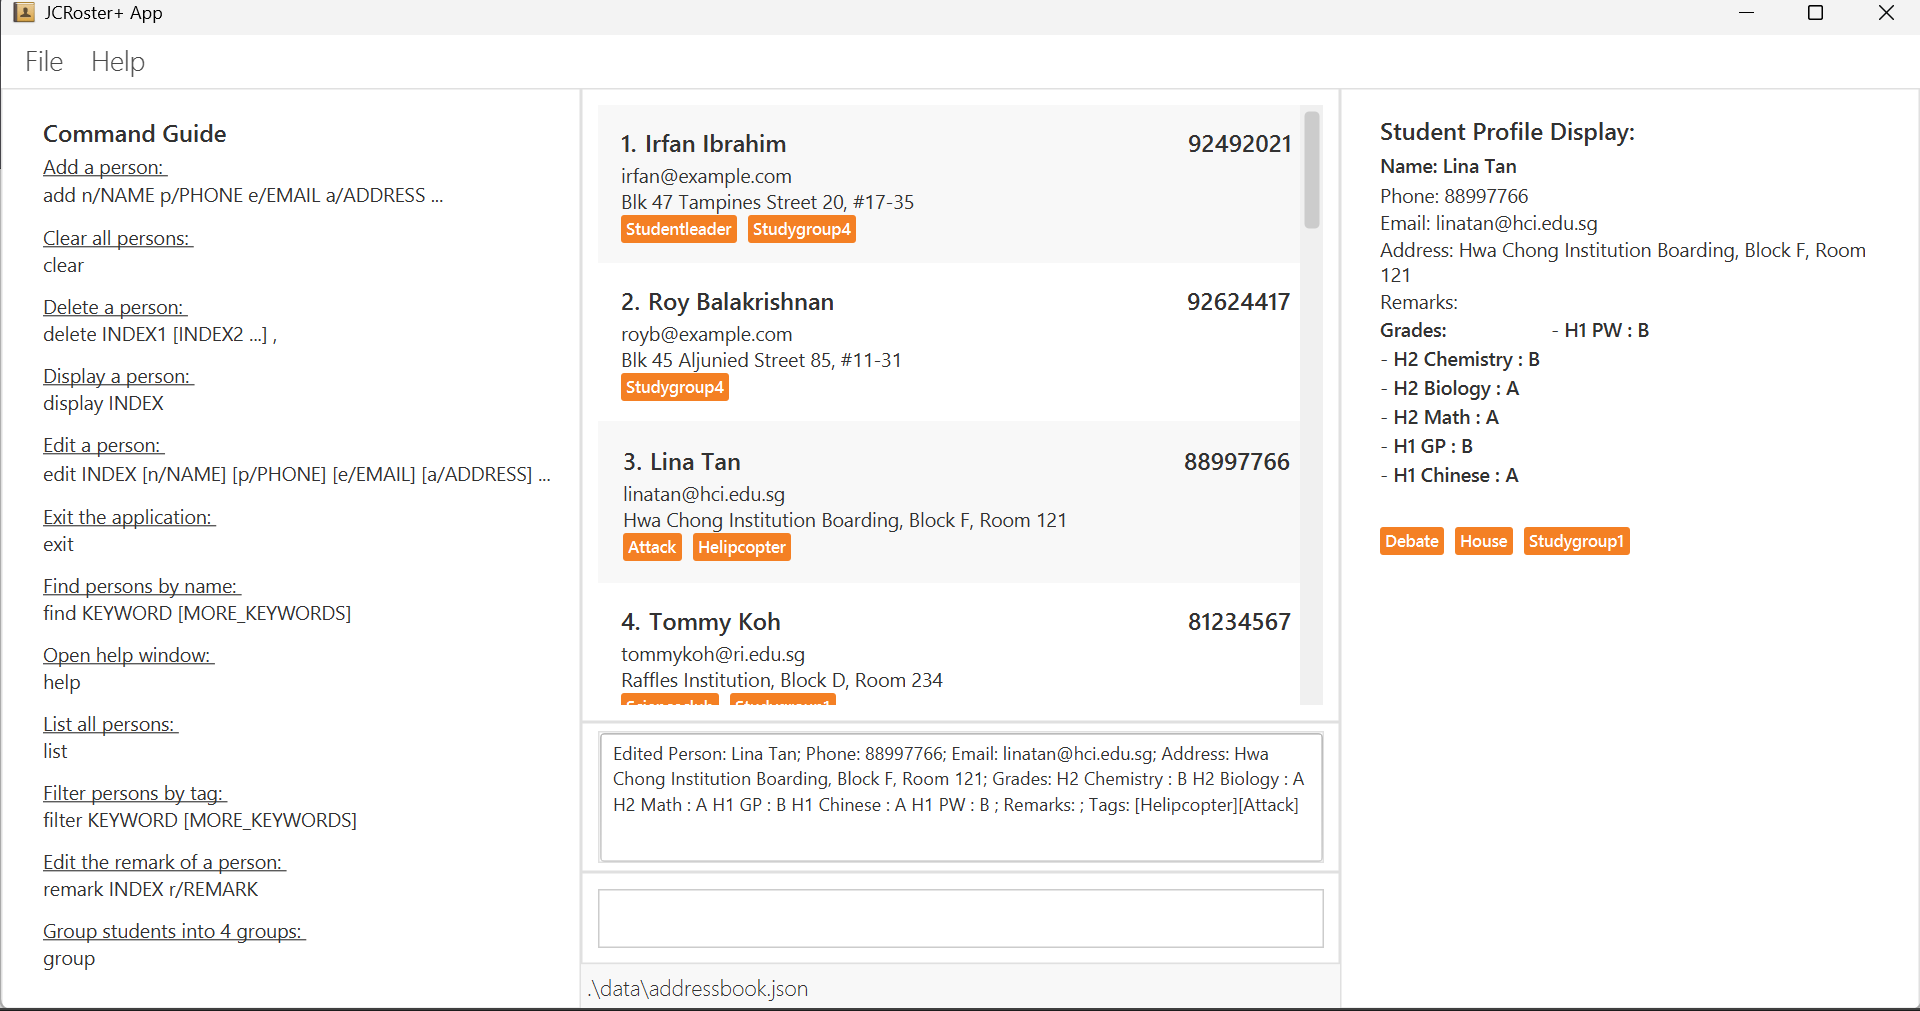 JCRoster+ App
File Help
Command Guide
Add a person:
add n/NAME p/PHONE e/EMAIL a/ADDRESS ...
Clear all persons:
clear
Delete a person:
delete INDEX1 [INDEX2 ...] ,
Display a person:
display INDEX
Edit a person:
edit INDEX [n/NAME] [p/PHONE] [e/EMAIL] [a/ADDRESS] ...
Exit the application:
exit
Find persons by name:
find KEYWORD [MORE_KEYWORDS]
Open help window:
help
List all persons:
list
Filter persons by tag:
filter KEYWORD [MORE_KEYWORDS]
Edit the remark of a person:
remark INDEX r/REMARK
Group students into 4 groups:
group
1. Irfan Ibrahim 92492021
irfan@example.com
Blk 47 Tampines Street 20, #17-35
Studentleader Studygroup4
2. Roy Balakrishnan 92624417
royb@example.com
Blk 45 Aljunied Street 85, #11-31
Studygroup4
3. Lina Tan 88997766
linatan@hci.edu.sg
Hwa Chong Institution Boarding, Block F, Room 121
Attack Helipcopter
4. Tommy Koh 81234567
tommykoh@ri.edu.sg
Raffles Institution, Block D, Room 234
Edited Person: Lina Tan; Phone: 88997766; Email: linatan@hci.edu.sg; Address: Hwa
Chong Institution Boarding, Block F, Room 121; Grades: H2 Chemistry : B H2 Biology : A
H2 Math : A H1 GP : B H1 Chinese : A H1 PW : B ; Remarks: ; Tags: [Helipcopter][Attack]
.\data\addressbook.json
Student Profile Display:
Name: Lina Tan
Phone: 88997766
Email: linatan@hci.edu.sg
Address: Hwa Chong Institution Boarding, Block F, Room
121
Remarks:
Grades: - H1 PW : B
- H2 Chemistry : B
- H2 Biology : A
- H2 Math : A
- H1 GP : B
- H1 Chinese : A
Debate House Studygroup1